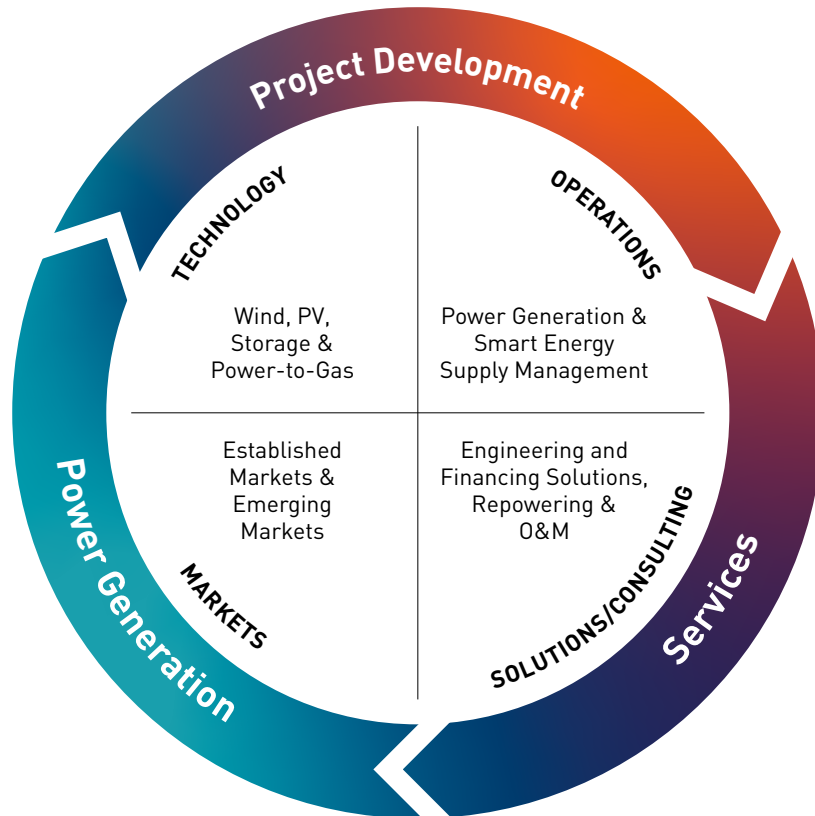 Project Development
TECHNOLOGY
Wind, PV,
Storage &
Power-to-Gas
OPERATIONS
Power Generation &
Smart Energy
Supply Management
Established
Markets &
Emerging
Markets
MARKETS
Engineering and
Financing Solutions,
Repowering &
O&M
SOLUTIONS/CONSULTING
Services
Power Generation